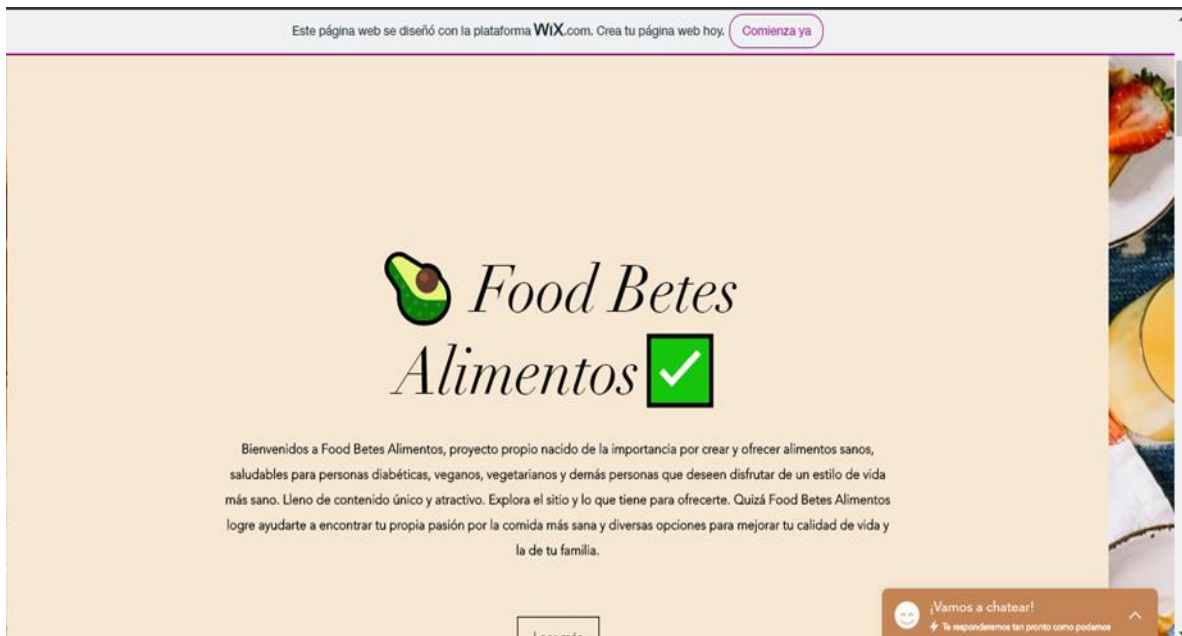 Este página web se diseñó con la plataforma WiX.com. Crea tu página web hoy. Comienza ya
Food Betes
Alimentos
Bienvenidos a Food Betes Alimentos, proyecto propio nacido de la importancia por crear y ofrecer alimentos sanos,
saludables para personas diabéticas, veganos, vegetarianos y demás personas que deseen disfrutar de un estilo de vida
más sano. Lleno de contenido único y atractivo. Explora el sitio y lo que tiene para ofrecerte. Quizá Food Betes Alimentos
logre ayudarte a encontrar tu propia pasión por la comida más sana y diversas opciones para mejorar tu calidad de vida y
la de tu familia.
¡Vamos a chatear!
Te responderemos tan pronto como podamos